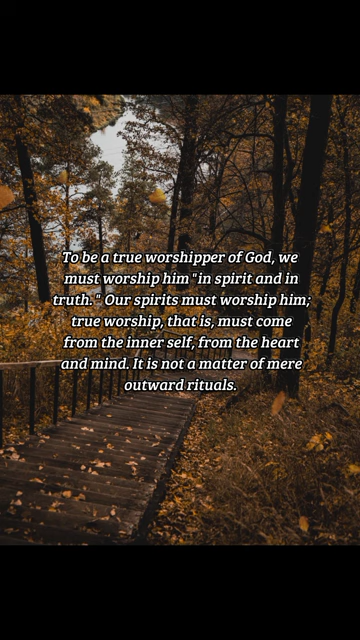 To be a true worshipper of God, we
must worship him "in spirit and in
truth." Our spirits must worship him;
true worship, that is, must come
from the inner self, from the heart
and mind. It is not a matter of mere
outward rituals.